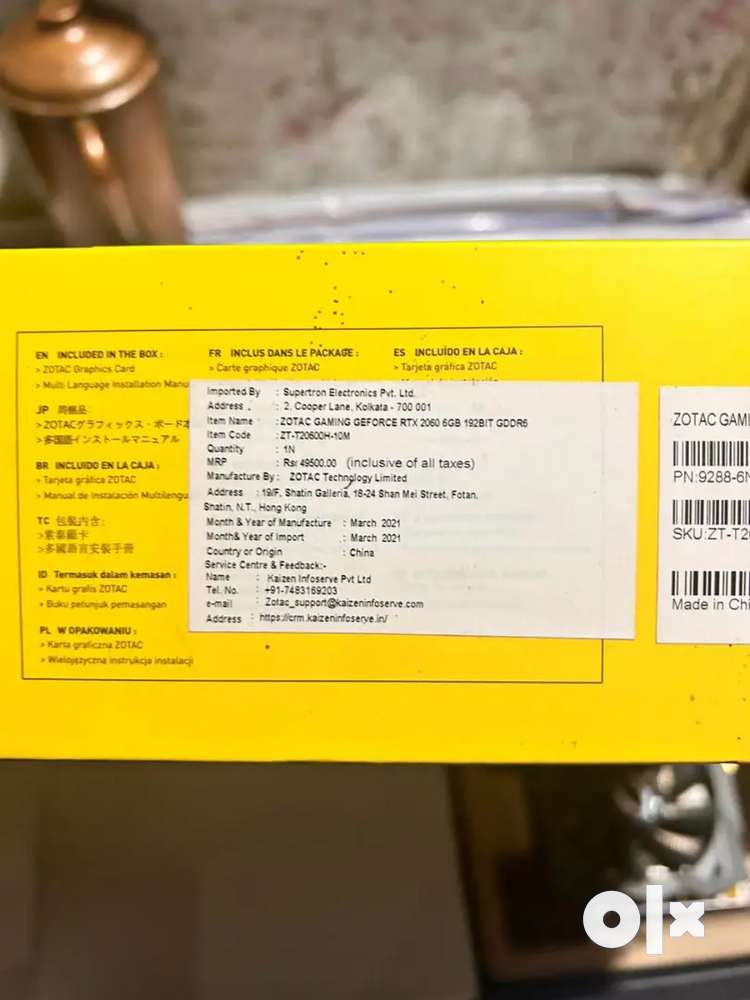 EN INCLUDED IN THE BOX :
> ZOTAC Graphics Card
> Multi Language Installation Manu
FR INCLUS DANS LE PACKAGE :
> Carte graphique ZOTAC
ES INCLUÍDO EN LA CAJA :
> Tarjeta gráfica ZOTAC
JP 同梱品:
> ZOTACグラフィックス・ボード本
> 多国語インストールマニュアル
BR INCLUÍDO EN LA CAJA :
> Tarjeta gráfica ZOTAC
> Manual de Instalación Multilengu
TC 包裝內含:
> 索泰顯卡
> 多國語言安裝手冊
ID Termasuk dalam kemasan :
> Kartu grafis ZOTAC
> Buku petunjuk pemasangan
PL W OPAKOWANIU :
> Karta graficzna ZOTAC
> Wielojęzyczna instrukcja instalacji
Imported By : Supertron Electronics Pvt. Ltd.
Address . : 2, Cooper Lane, Kolkata - 700 001
Item Name : ZOTAC GAMING GEFORCE RTX 2060 6GB 192BIT GDDR6
Item Code : ZT-T20600H-10M
Quantity : 1N
MRP : Rs: 49500.00 (inclusive of all taxes)
Manufacture By : ZOTAC Technology Limited
Address : 19/F, Shatin Galleria, 18-24 Shan Mei Street, Fotan,
Shatin, N.T., Hong Kong
Month & Year of Manufacture : March 2021
Month& Year of Import : March 2021
Country or Origin : China
Service Centre & Feedback:-
Name : Kaizen Infoserve Pvt Ltd
Tel. No. : +91-7483169203
e-mail : Zotac_support@kaizeninfoserve.com
Address : https://crm.kaizeninfoserve.in/
ZOTAC GAMI
PN:9288-6N
SKU:ZT-T20
Made in Chi
olx